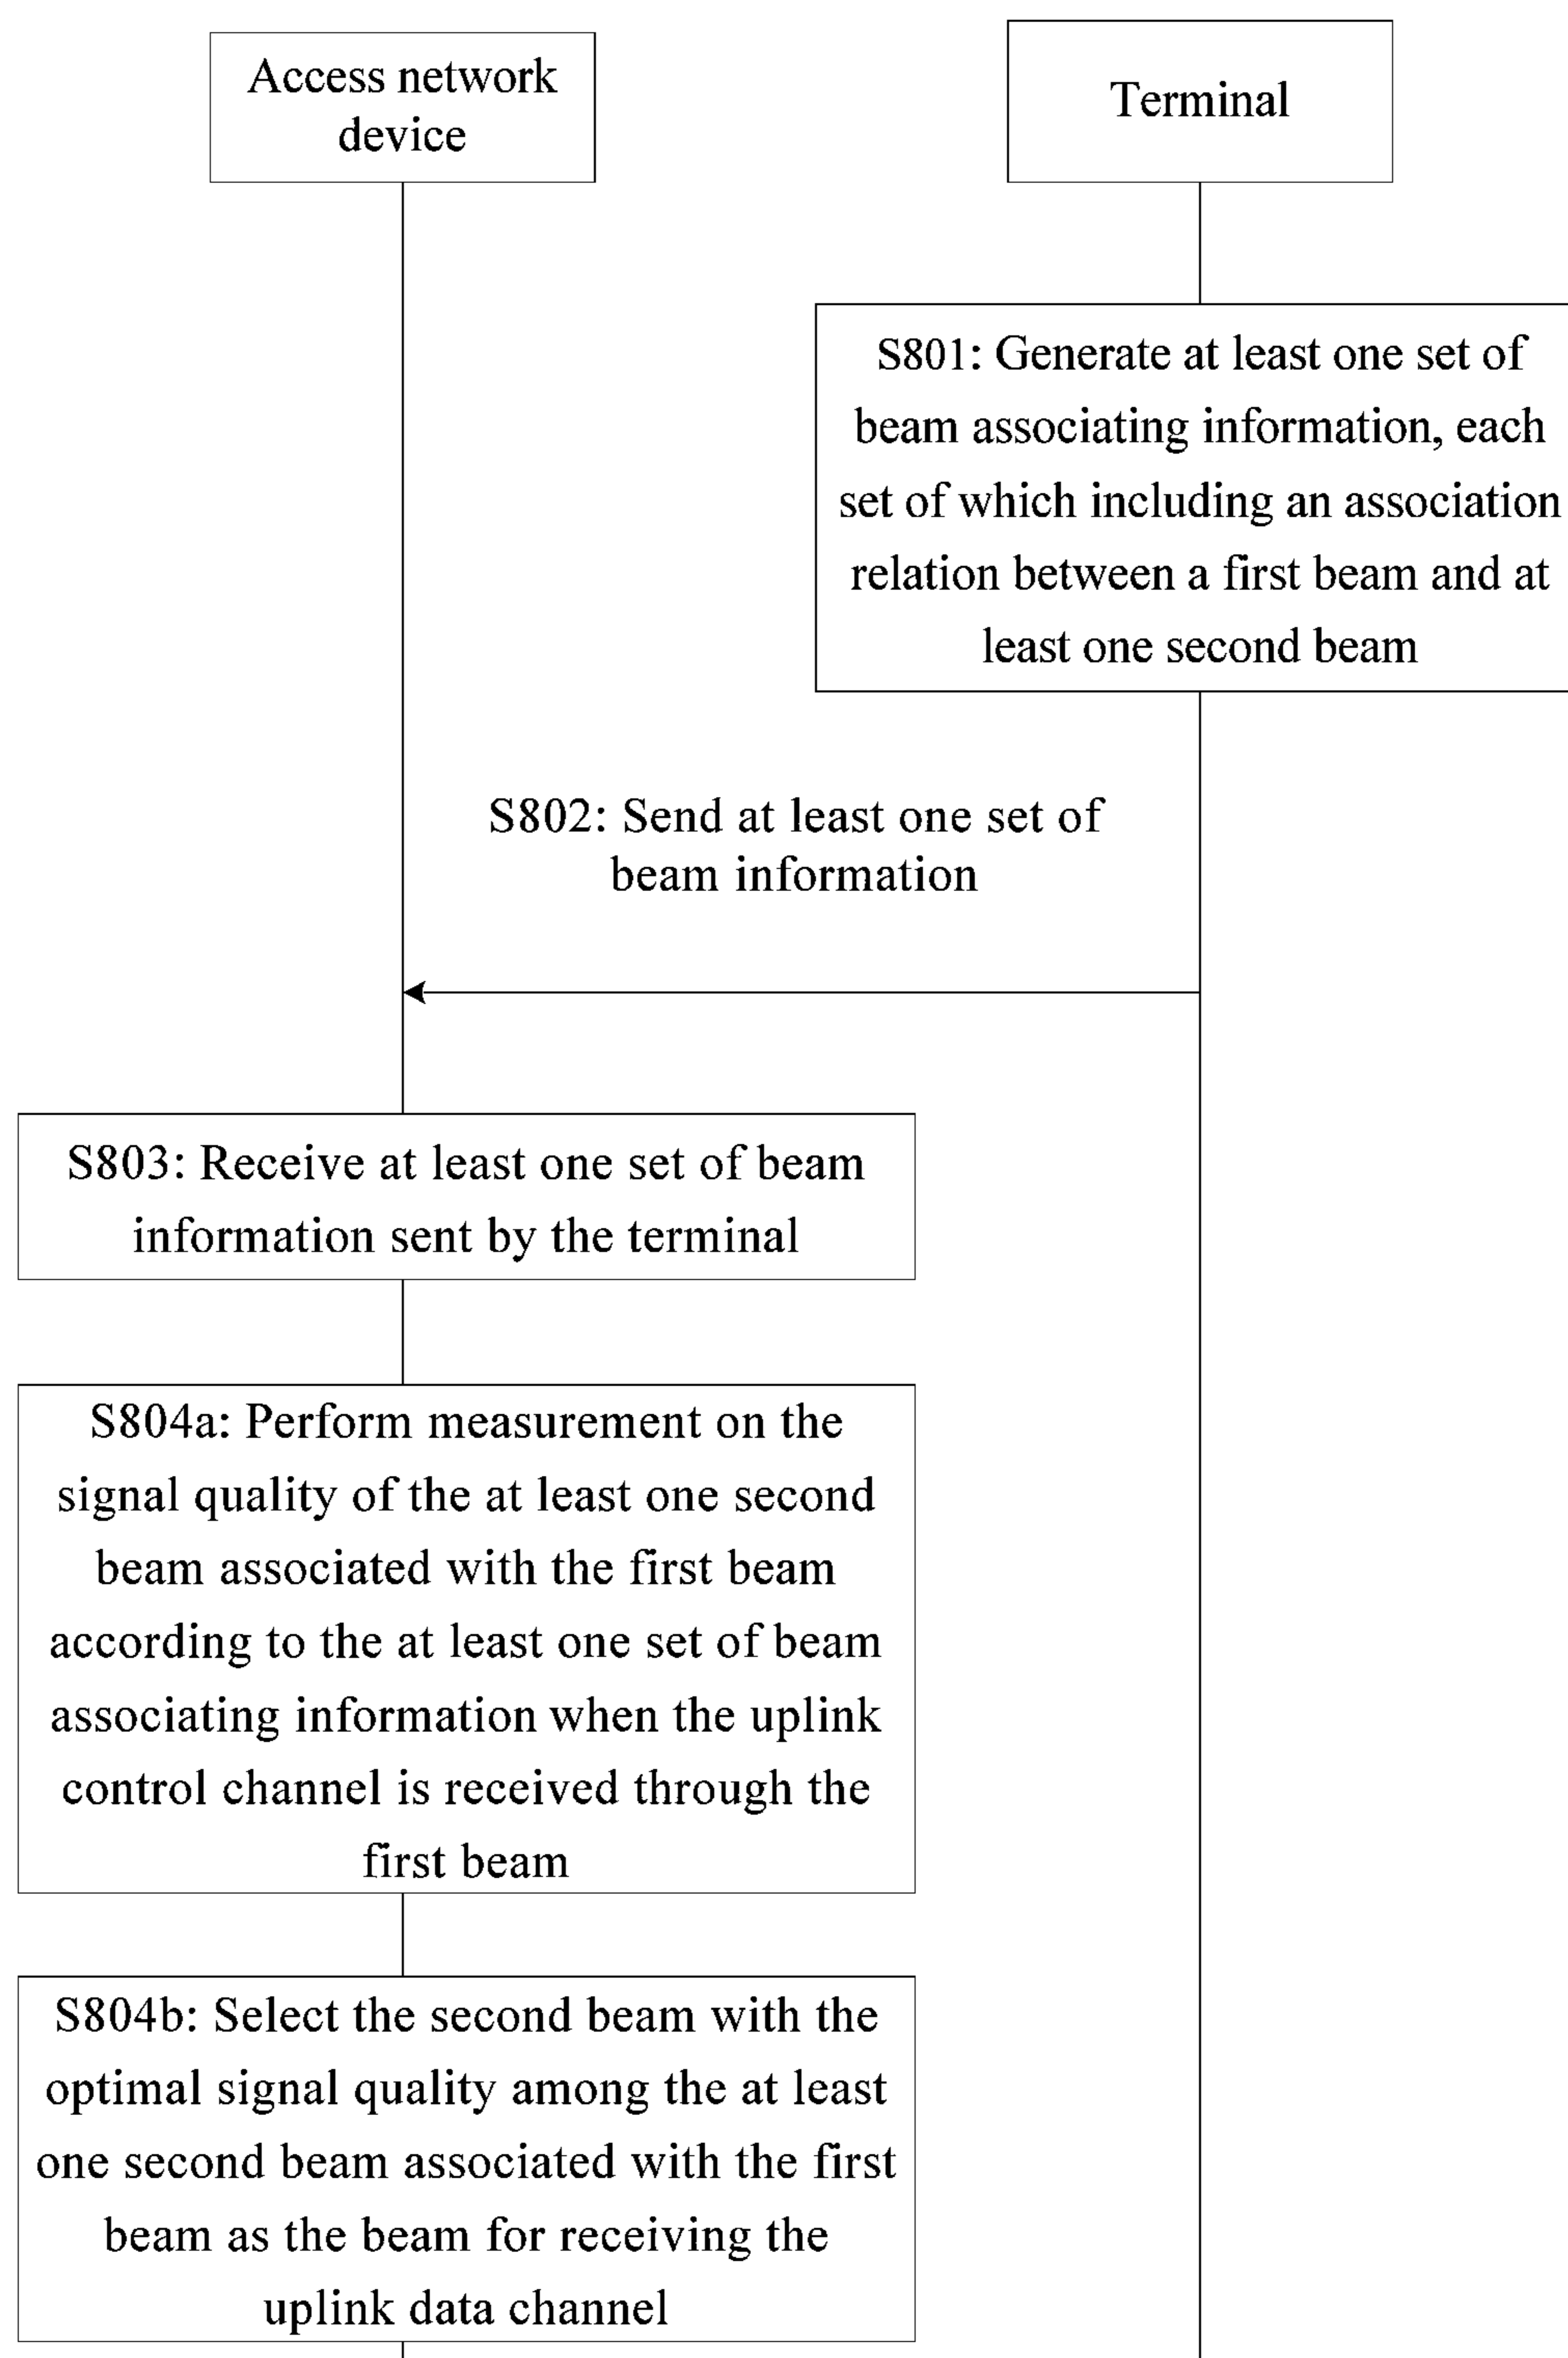 Access network
device
Terminal
S801: Generate at least one set of
beam associating information, each
set of which including an association
relation between a first beam and at
least one second beam
S802: Send at least one set of
beam information
S803: Receive at least one set of beam
information sent by the terminal
S804a: Perform measurement on the
signal quality of the at least one second
beam associated with the first beam
according to the at least one set of beam
associating information when the uplink
control channel is received through the
first beam
S804b: Select the second beam with the
optimal signal quality among the at least
one second beam associated with the first
beam as the beam for receiving the
uplink data channel